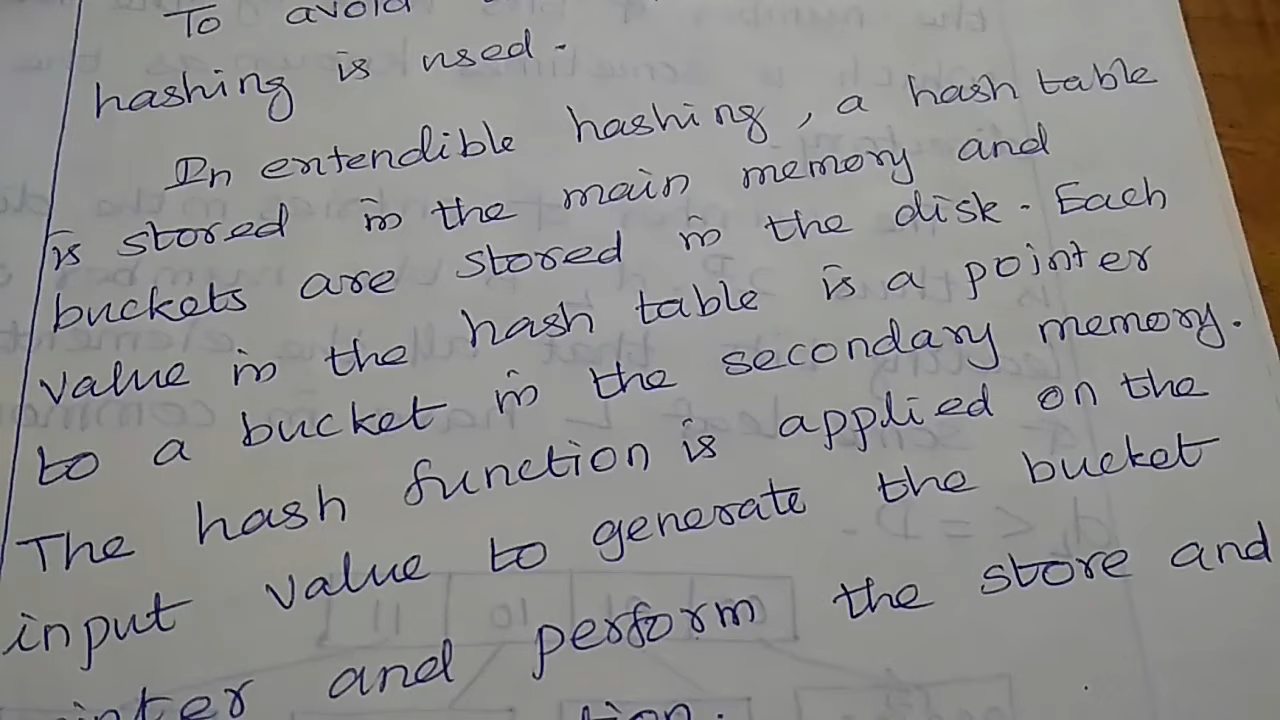 To avoid
hashing is used.
In entendible hashing, a hash table
is stored in the main memory and
buckets are stored in the disk. Each
value in the hash table is a pointer
to a bucket in the secondary memory.
The hash function is applied on the
input value to generate the bucket
and perform the store and